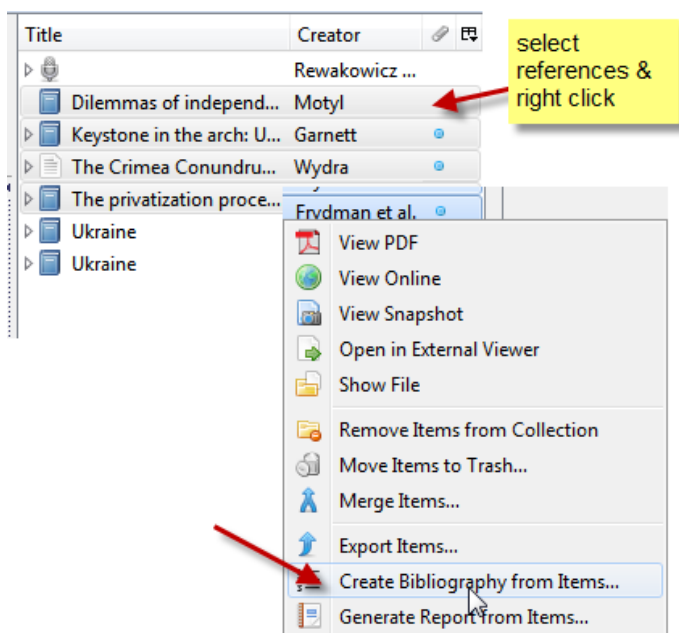 Title Creator
Rewakowicz ...
Dilemmas of independ... Motyl
Keystone in the arch: U... Garnett
The Crimea Conundru... Wydra
The privatization proce...
Frydman et al.
Ukraine
Ukraine
select
references &
right click
View PDF
View Online
View Snapshot
Open in External Viewer
Show File
Remove Items from Collection
Move Items to Trash...
Merge Items...
Export Items...
Create Bibliography from Items...
Generate Report from Items...